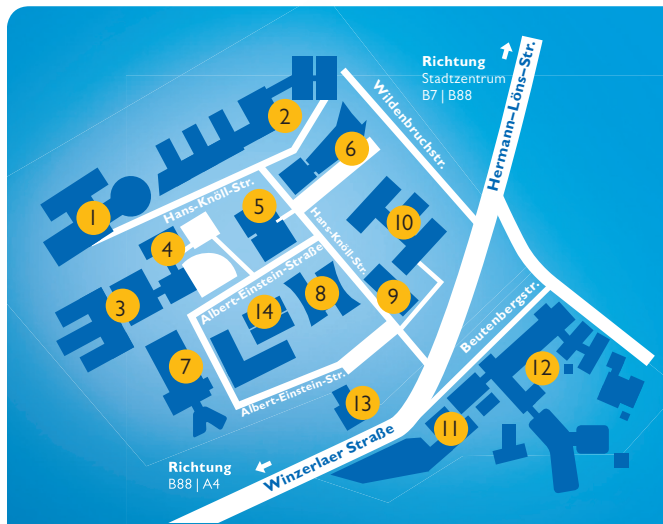 Richtung
Stadtzentrum
B7 | B88
Hermann–Löns–Str.
Wildenbruchstr.
2
6
Hans-Knöll-Str.
1
5
10
4
Hans-Knöll-Str.
Albert-Einstein-Straße
3
8
9
14
Beutenbergstr.
7
12
Albert-Einstein-Str.
13
11
Winzerlaer Straße
Richtung
B88 | A4